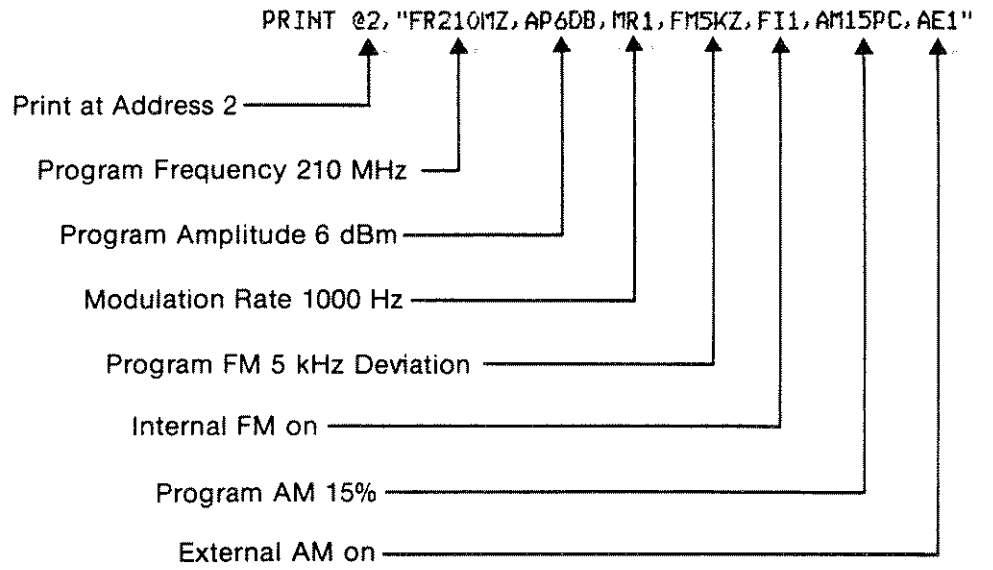 PRINT @2,"FR210MZ,AP6DB,MR1,FM5KZ,FI1,AM15PC,AE1"
Print at Address 2
Program Frequency 210 MHz
Program Amplitude 6 dBm
Modulation Rate 1000 Hz
Program FM 5 kHz Deviation
Internal FM on
Program AM 15%
External AM on